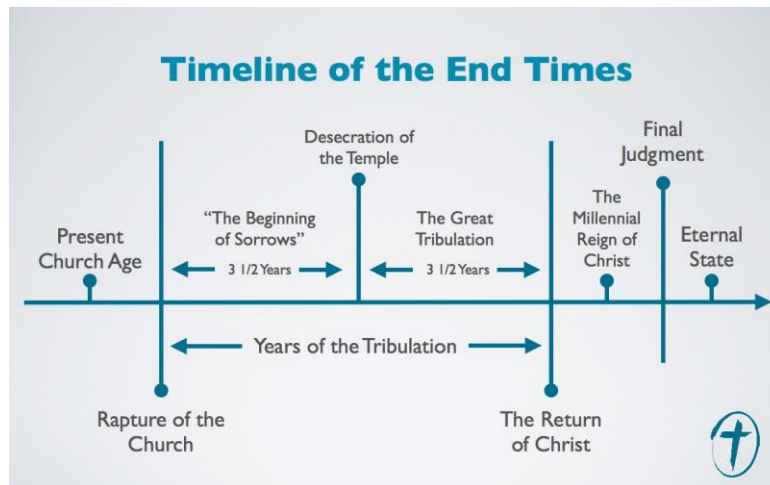 Timeline of the End Times
Present
Church Age
Rapture of the
Church
“The Beginning
of Sorrows”
3 1/2 Years
Desecration of
the Temple
The Great
Tribulation
3 1/2 Years
Years of the Tribulation
The Return
of Christ
The
Millennial
Reign of
Christ
Final
Judgment
Eternal
State